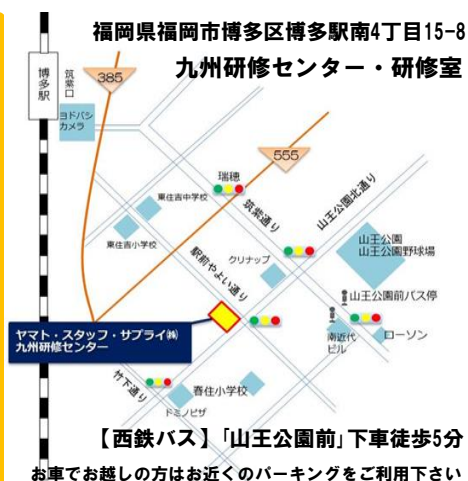 福岡県福岡市博多区博多駅南4丁目15-8
九州研修センター・研修室
博多駅
筑紫口
385
ヨドバシ
カメラ
555
瑞穂
東住吉中学校
筑紫通り
山王公園北通り
東住吉小学校
駅前やよい通り
クリナップ
山王公園
山王公園野球場
山王公園前バス停
ヤマト・スタッフ・サプライ㈱
九州研修センター
南近代
ビル
ローソン
竹下通り
春住小学校
ドミノピザ
【西鉄バス】「山王公園前」下車徒歩5分
お車でお越しの方はお近くのパーキングをご利用下さい